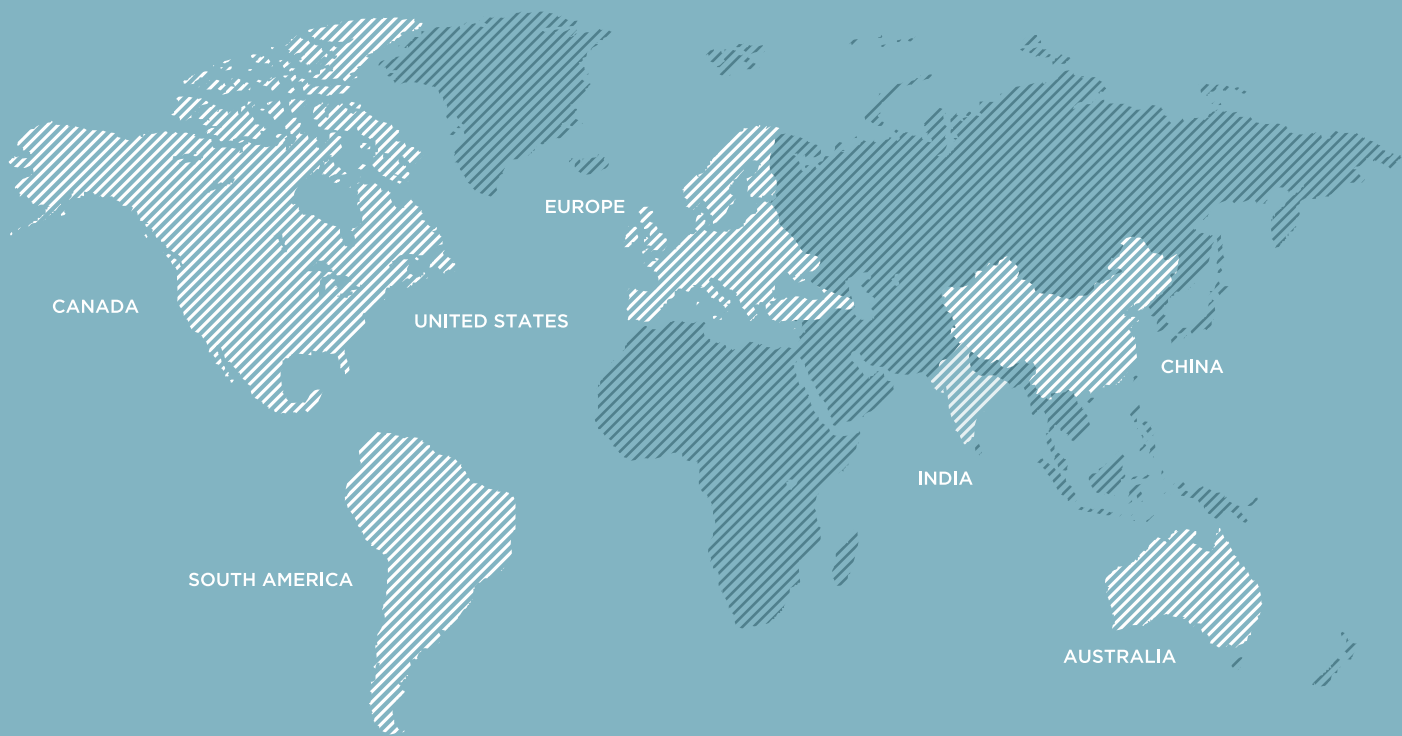 EUROPE
CANADA
UNITED STATES
CHINA
INDIA
SOUTH AMERICA
AUSTRALIA